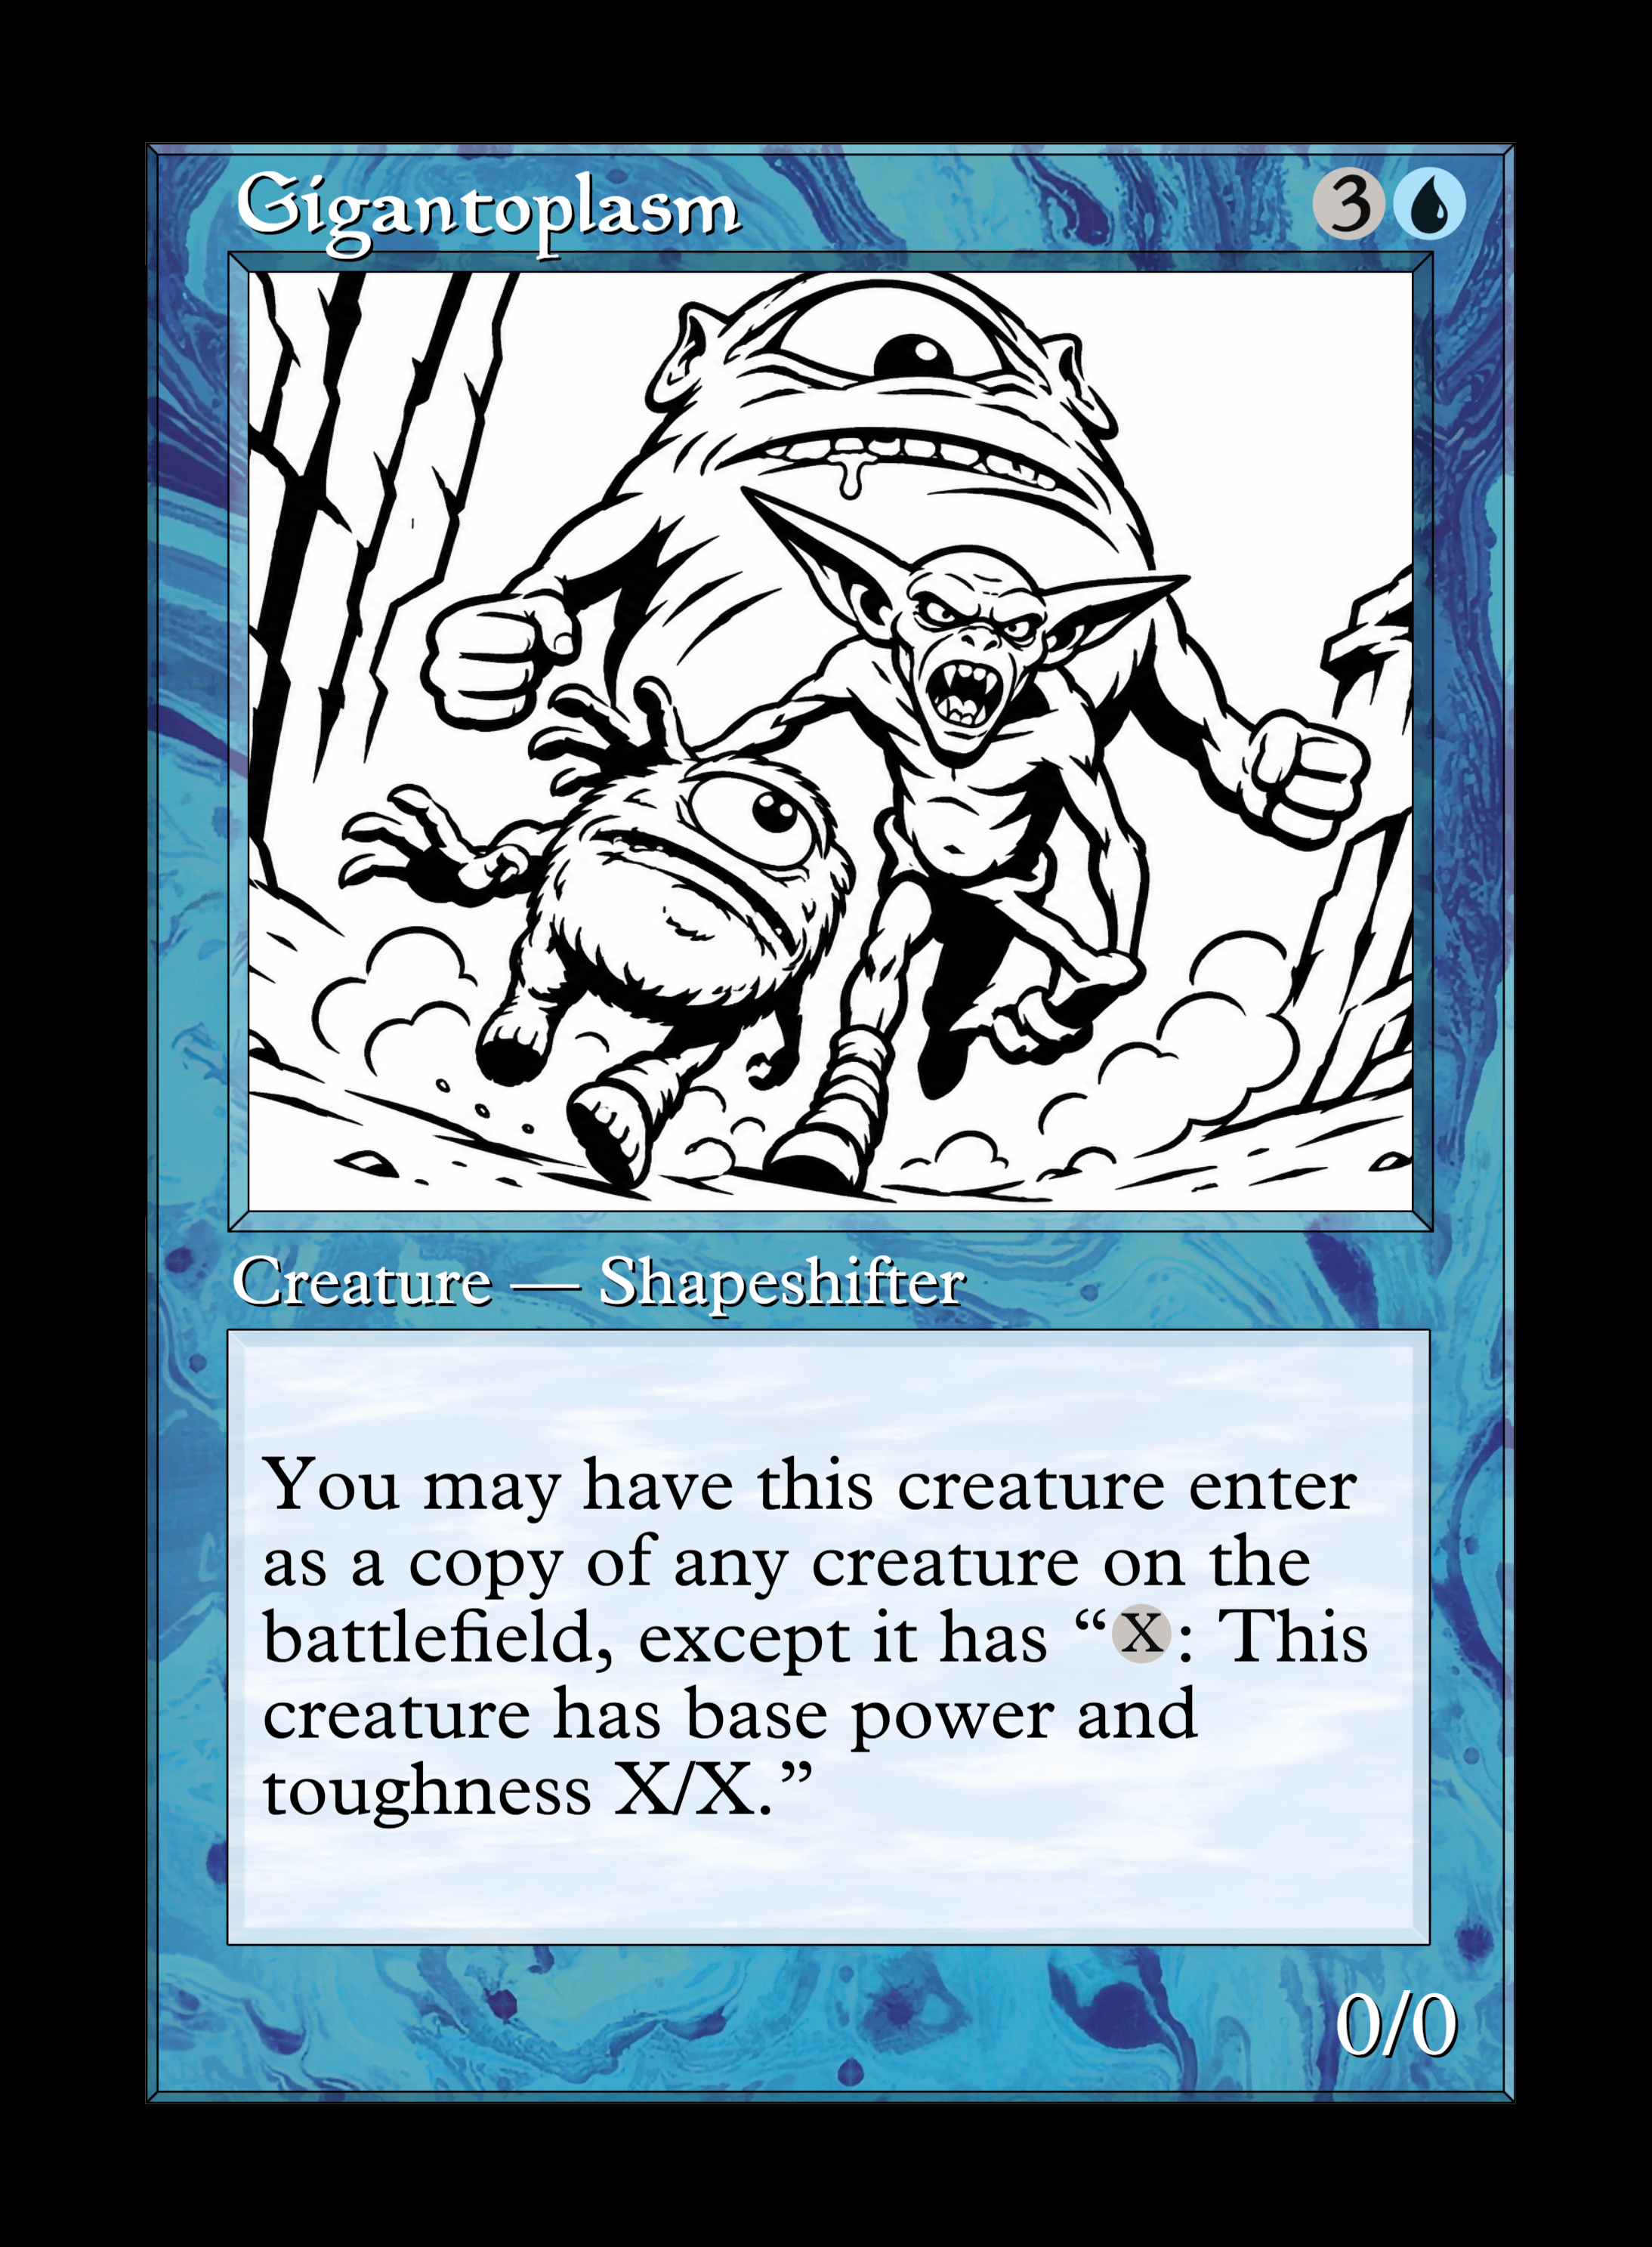 Gigantoplasm 3
Creature — Shapeshifter
You may have this creature enter
as a copy of any creature on the
battlefield, except it has “X: This
creature has base power and
toughness X/X.”
0/0